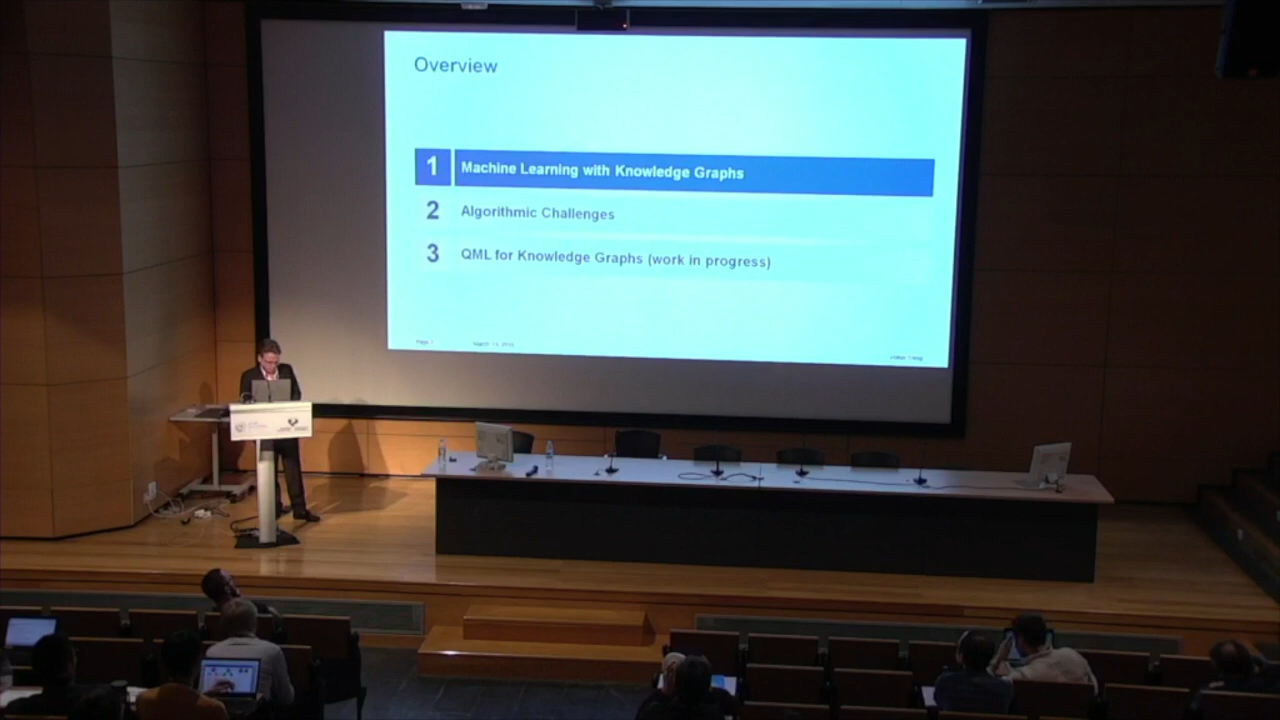 Overview
1 Machine Learning with Knowledge Graphs
2 Algorithmic Challenges
3 QML for Knowledge Graphs (work in progress)